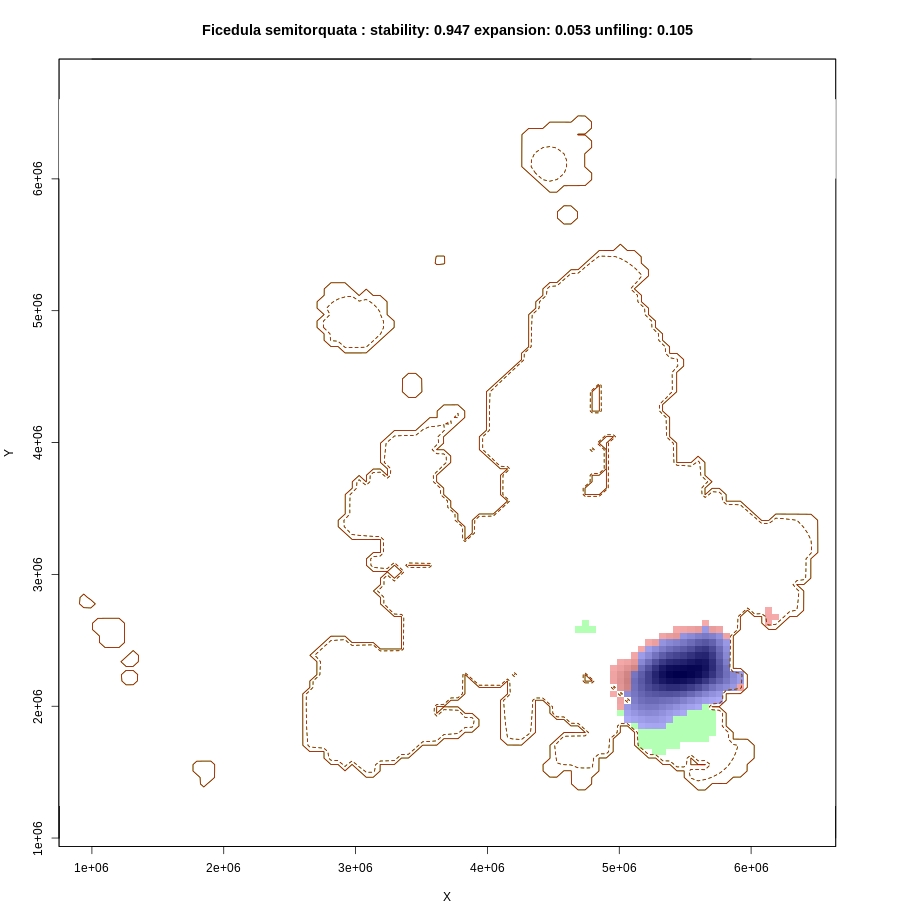 Ficedula semitorquata : stability: 0.947 expansion: 0.053 unfiling: 0.105
6e+06
5e+06
4e+06
Y
3e+06
2e+06
1e+06
1e+06 2e+06 3e+06 4e+06 5e+06 6e+06
X